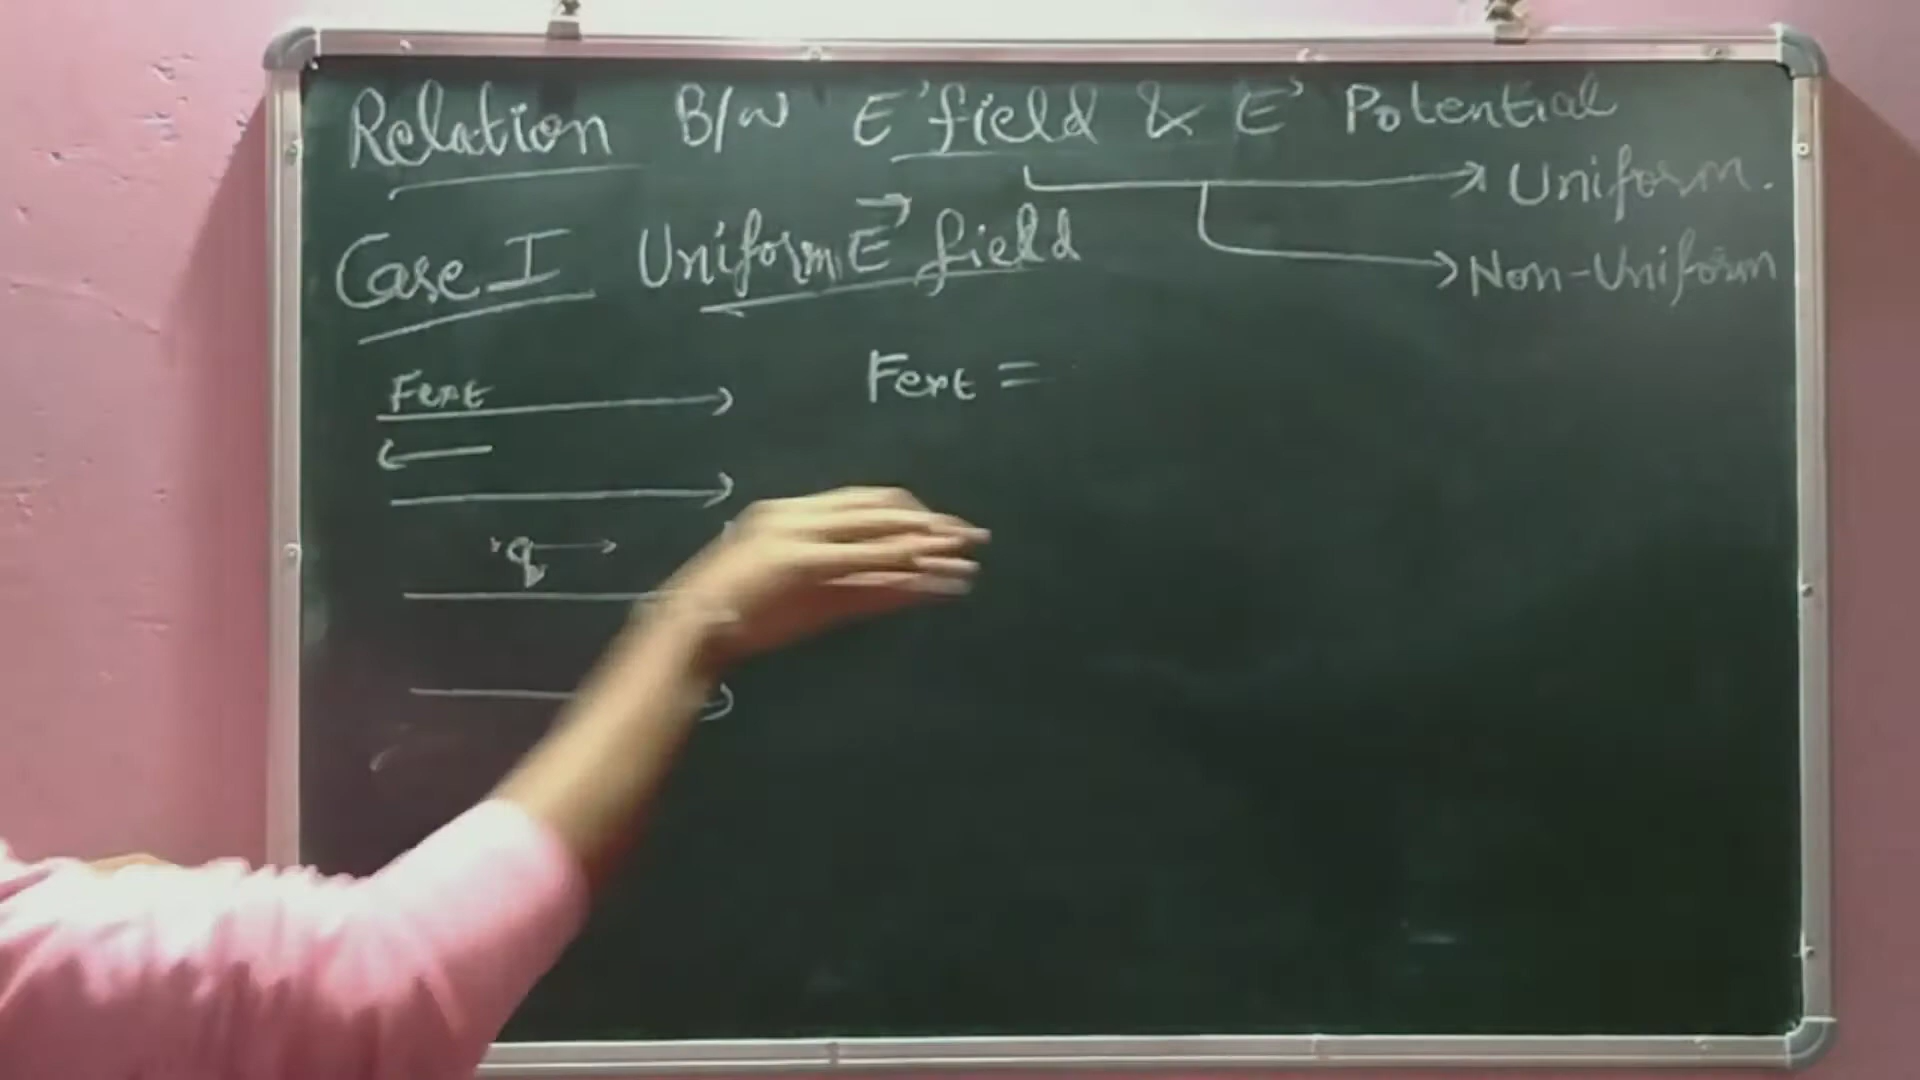 Relation B/w E' field & E' Potential
Uniform.
Case I Uniform E field
Non-Uniform
Fext
Fext =
q